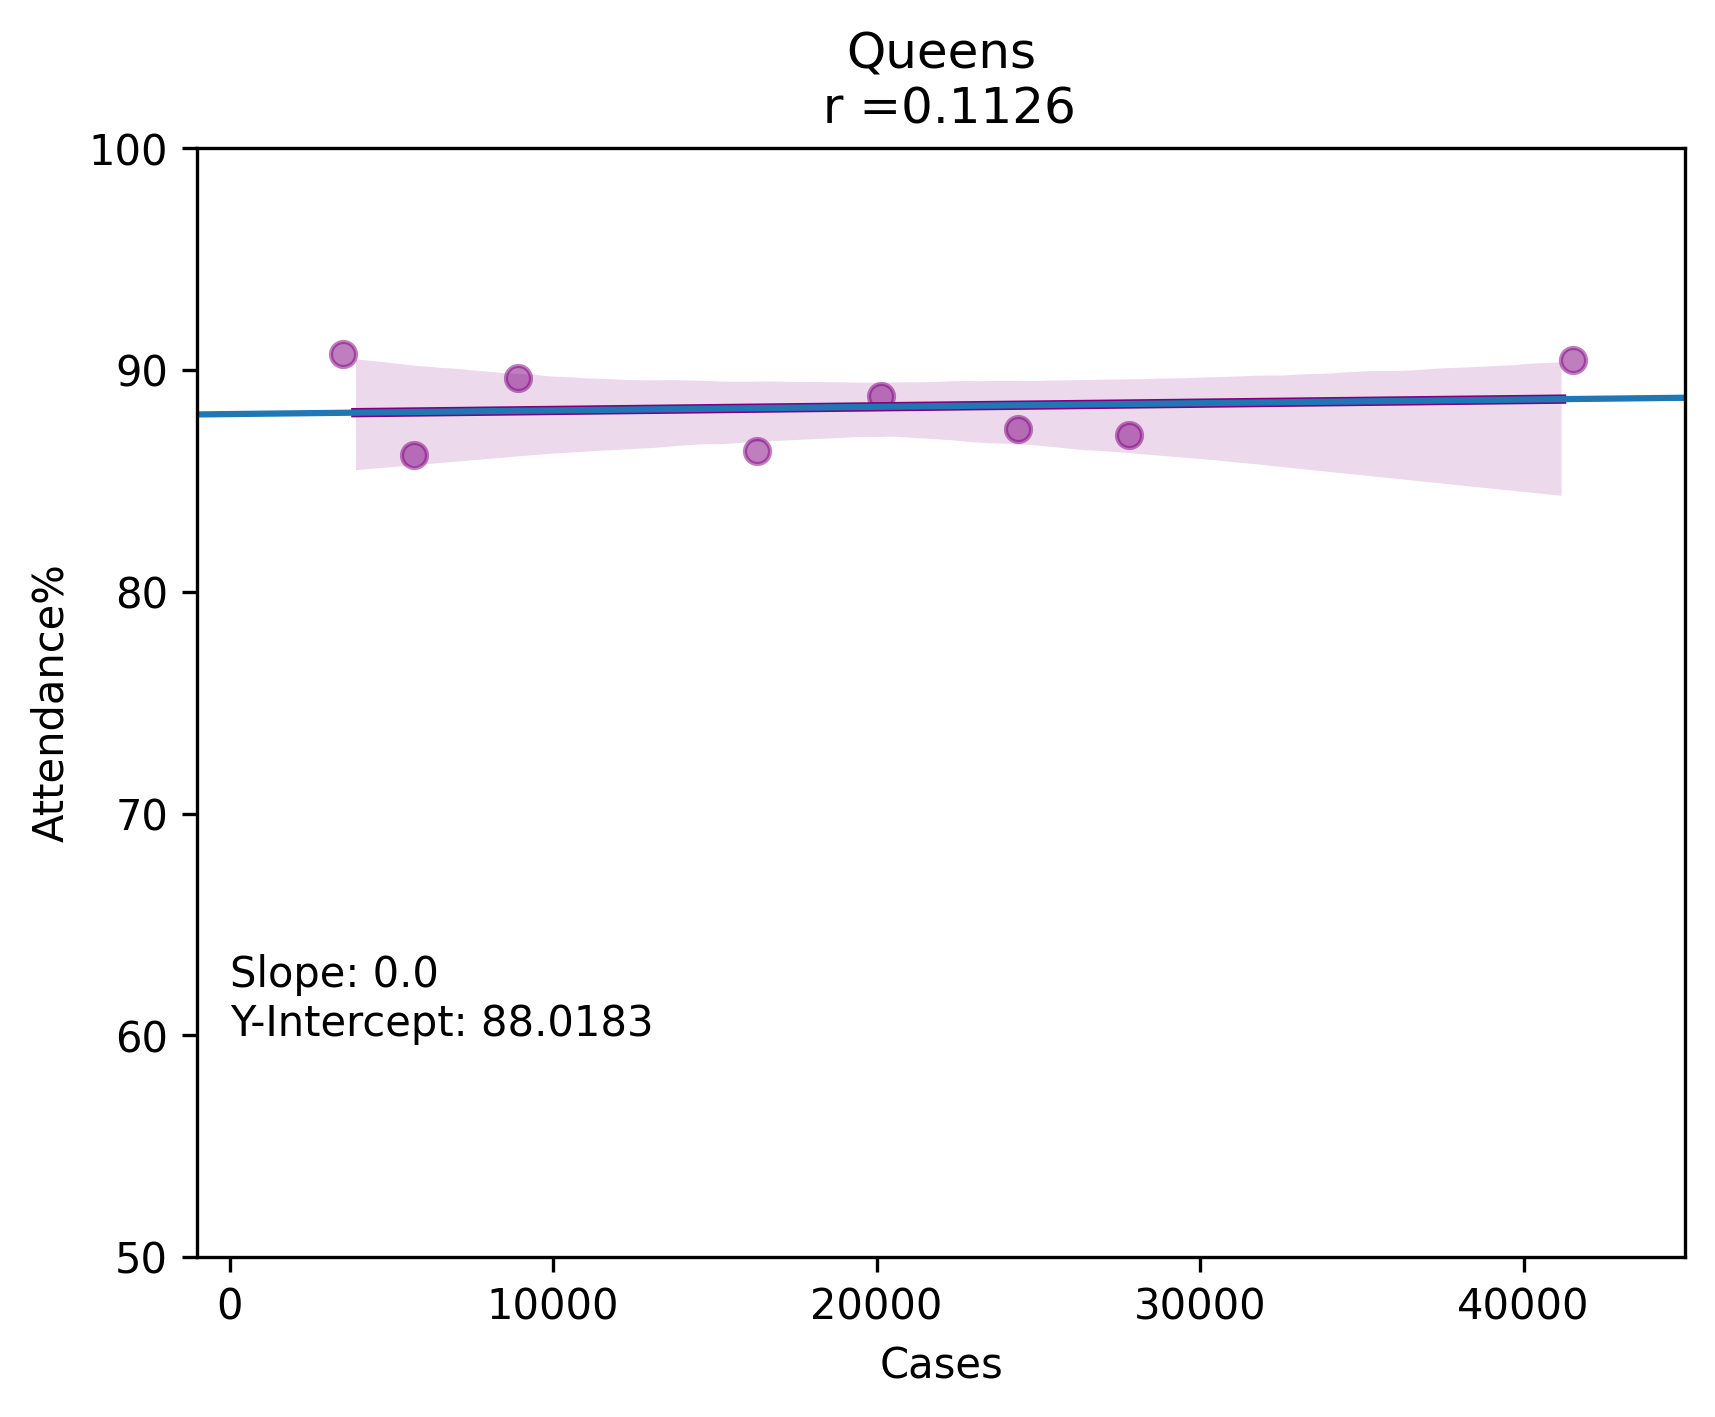 Queens
r =0.1126
100
90
80
70
60
50
Attendance%
Slope: 0.0
Y-Intercept: 88.0183
0 10000 20000 30000 40000
Cases